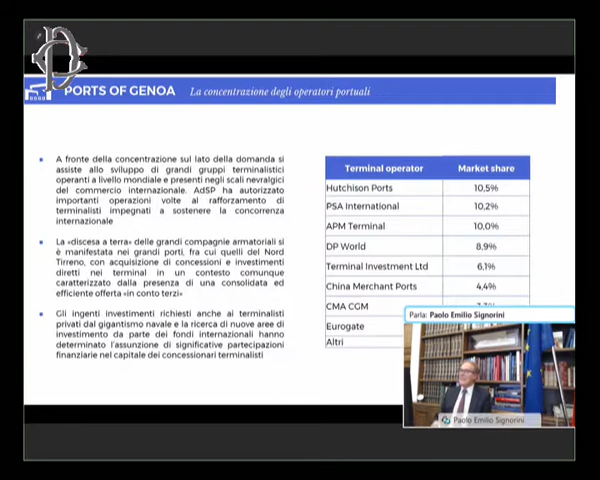 PORTS OF GENOA La concentrazione degli operatori portuali
A fronte della concentrazione sul lato della domanda si
assiste allo sviluppo di grandi gruppi terminalistici
operanti a livello mondiale e presenti negli scali nevralgici
del commercio internazionale. AdSP ha autorizzato
importanti operazioni volte al rafforzamento di
terminalisti impegnati a sostenere la concorrenza
internazionale
La «discesa a terra» delle grandi compagnie armatoriali si
è manifestata nei grandi porti, fra cui quelli del Nord
Tirreno, con acquisizione di concessioni e investimenti
diretti nei terminal in un contesto comunque
caratterizzato dalla presenza di una consolidata ed
efficiente offerta «in conto terzi»
Gli ingenti investimenti richiesti anche ai terminalisti
privati dal gigantismo navale e la ricerca di nuove aree di
investimento da parte dei fondi internazionali hanno
determinato l'assunzione di significative partecipazioni
finanziarie nel capitale dei concessionari terminalisti
Terminal operator Market share
Hutchison Ports 10,5%
PSA International 10,2%
APM Terminal 10,0%
DP World 8,9%
Terminal Investment Ltd 6,1%
China Merchant Ports 4,4%
CMA CGM
Eurogate
Altri
Parla: Paolo Emilio Signorini
Paolo Emilio Signorini